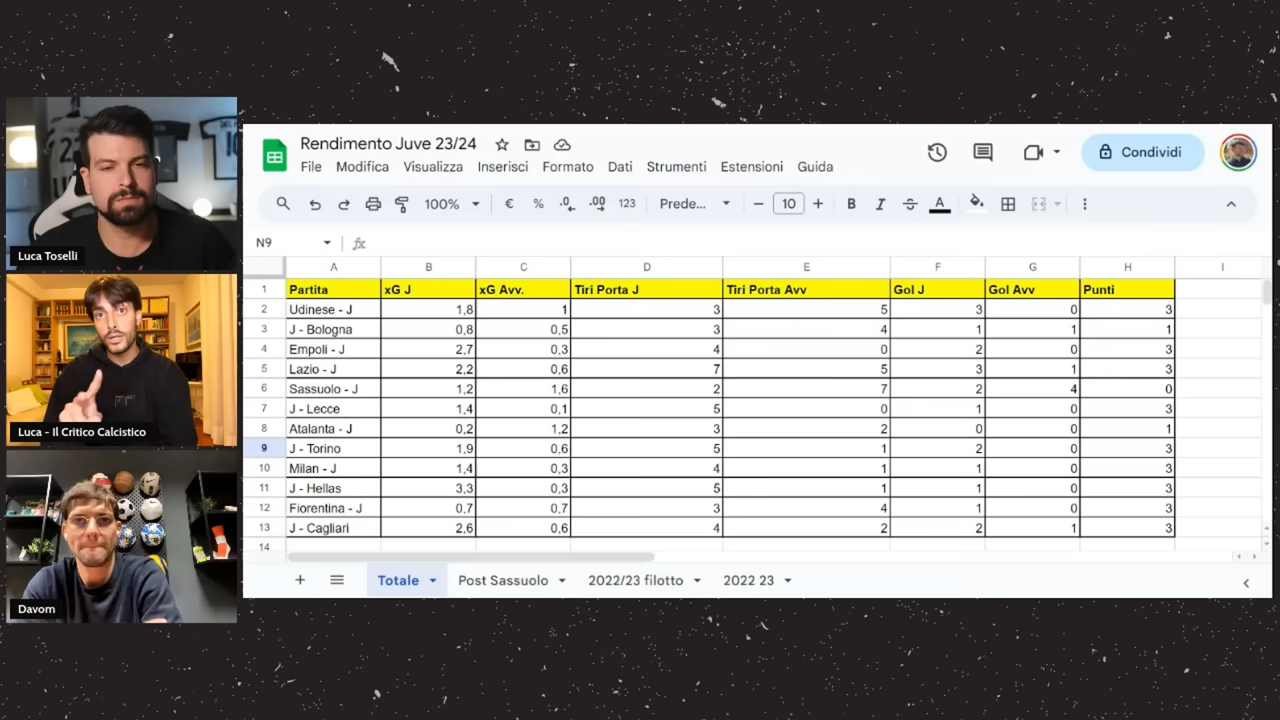 Luca Toselli
Luca - Il Critico Calcistico
Davom
Rendimento Juve 23/24
File Modifica Visualizza Inserisci Formato Dati Strumenti Estensioni Guida
Condividi
100% € % .0 .00 123 Prede... − 10 + B I S A
N9 fx
A B C D E F G H I
1 Partita xG J xG Avv. Tiri Porta J Tiri Porta Avv Gol J Gol Avv Punti
2 Udinese - J 1,8 1 3 5 3 0 3
3 J - Bologna 0,8 0,5 3 4 1 1 1
4 Empoli - J 2,7 0,3 4 0 2 0 3
5 Lazio - J 2,2 0,6 7 5 3 1 3
6 Sassuolo - J 1,2 1,6 2 7 2 4 0
7 J - Lecce 1,4 0,1 5 0 1 0 3
8 Atalanta - J 0,2 1,2 3 2 0 0 1
9 J - Torino 1,9 0,6 5 1 2 0 3
10 Milan - J 1,4 0,3 4 1 1 0 3
11 J - Hellas 3,3 0,3 5 1 1 0 3
12 Fiorentina - J 0,7 0,7 3 4 1 0 3
13 J - Cagliari 2,6 0,6 4 2 2 1 3
14
+ Totale Post Sassuolo 2022/23 filotto 2022 23